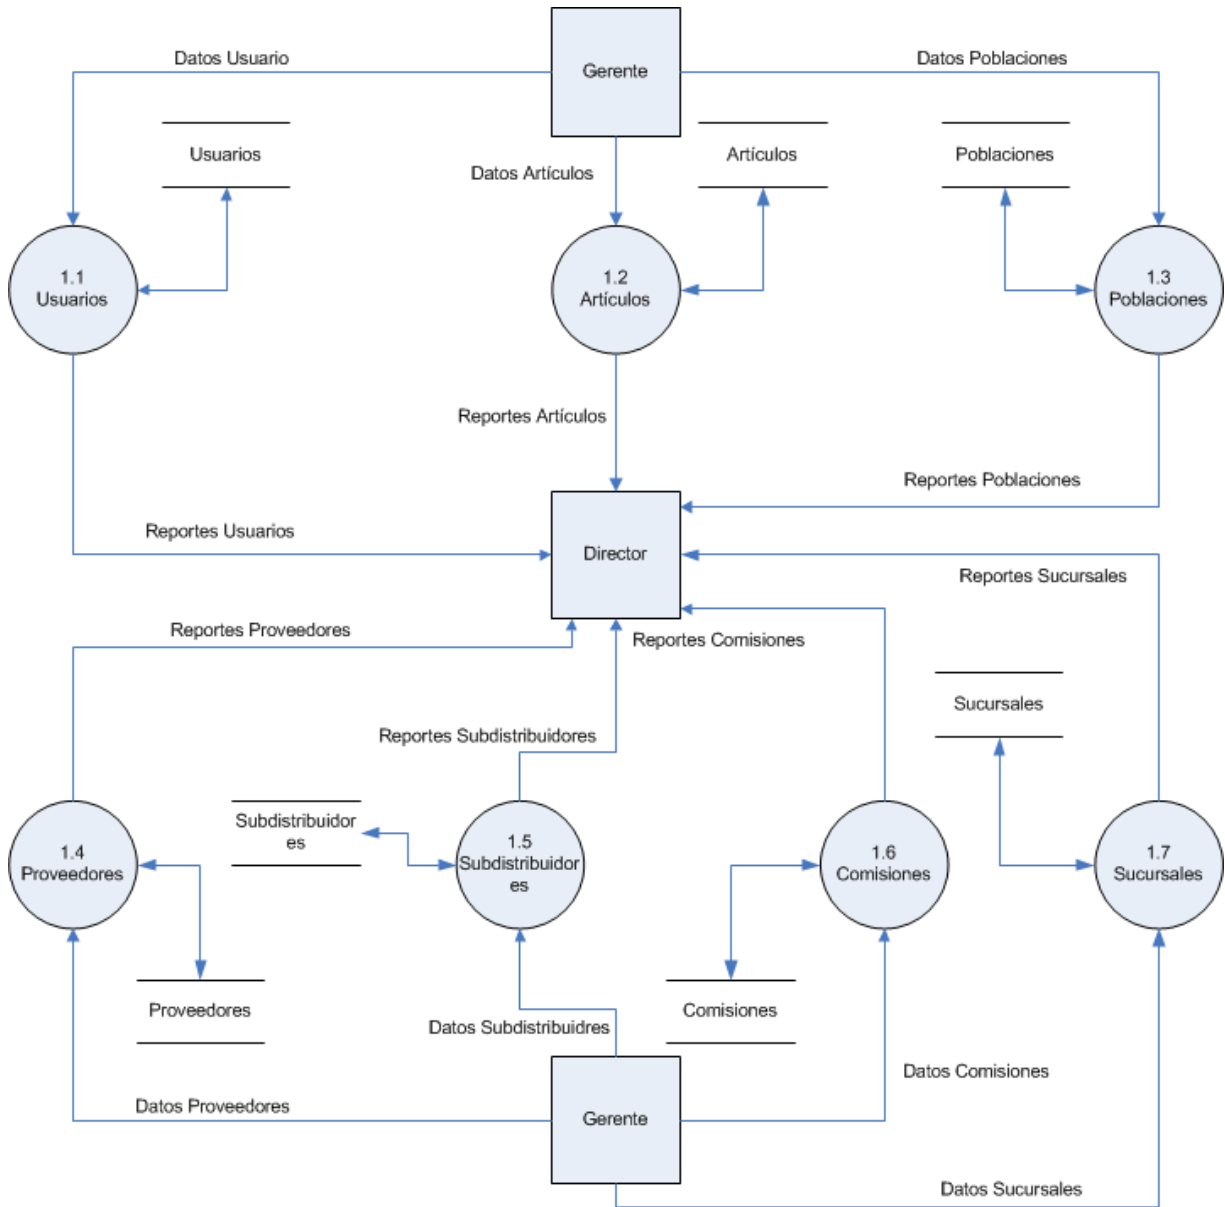 Datos Usuario
Gerente
Datos Poblaciones
Usuarios
Artículos
Poblaciones
Datos Artículos
1.1
Usuarios
1.2
Artículos
1.3
Poblaciones
Reportes Artículos
Reportes Poblaciones
Reportes Usuarios
Director
Reportes Sucursales
Reportes Proveedores
Reportes Comisiones
Sucursales
Reportes Subdistribuidores
Subdistribuidor
es
1.4
Proveedores
1.5
Subdistribuidor
es
1.6
Comisiones
1.7
Sucursales
Proveedores
Comisiones
Datos Subdistribuidres
Datos Comisiones
Datos Proveedores
Gerente
Datos Sucursales